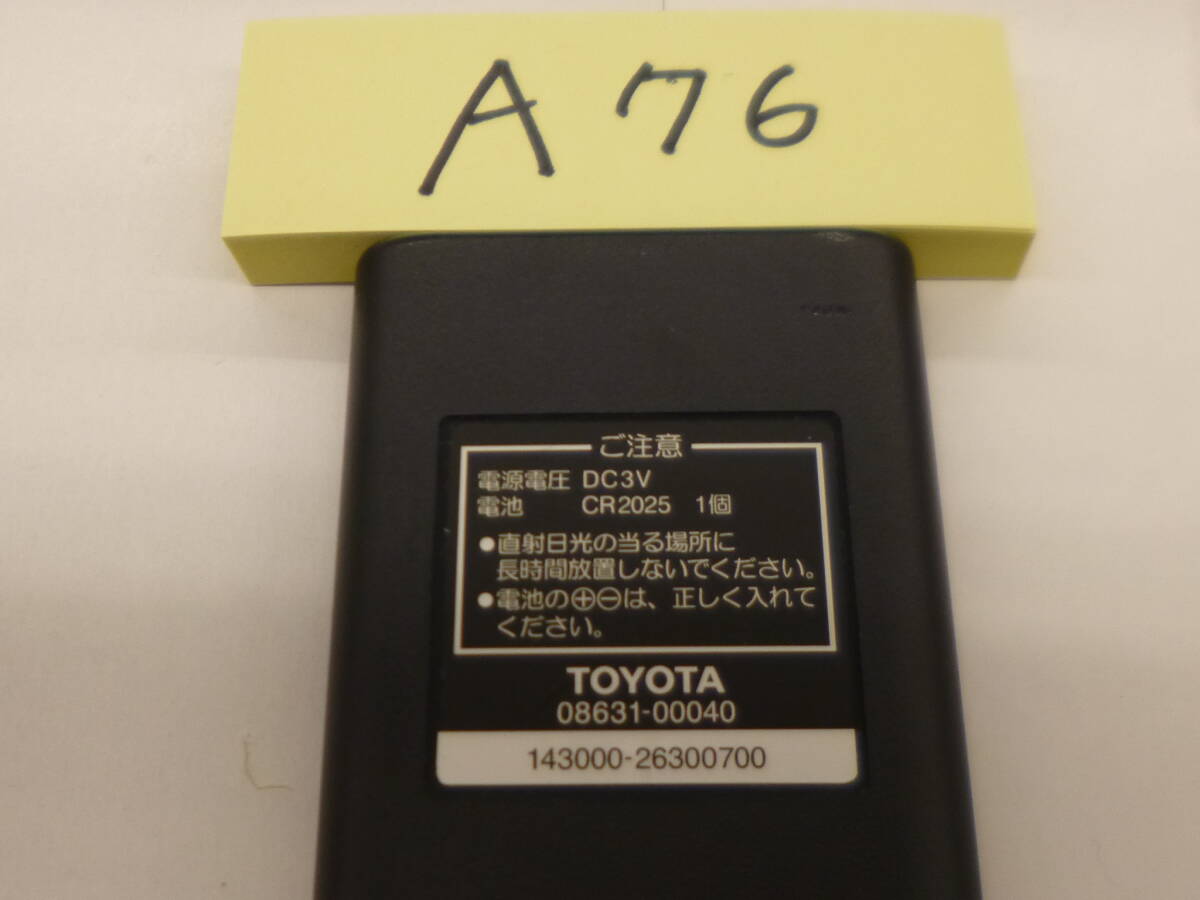 A76
ご注意
電源電圧 DC3V
電池 CR2025 1個
●直射日光の当る場所に
長時間放置しないでください。
●電池の⊕⊖は、正しく入れて
ください。
TOYOTA
08631-00040
143000-26300700